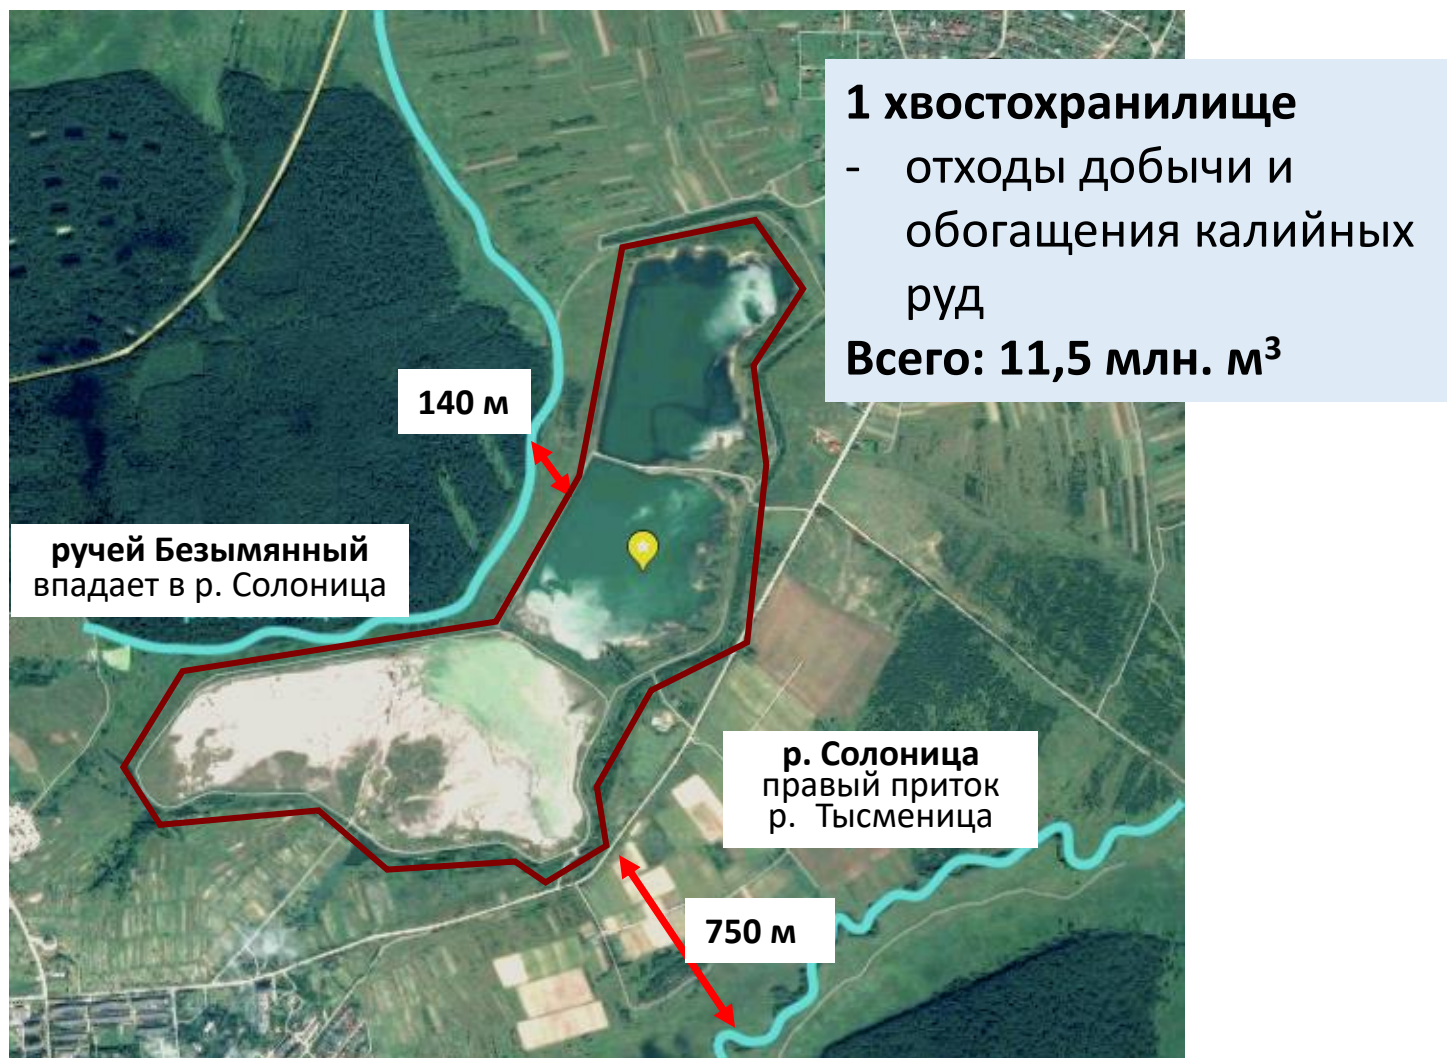 1 хвостохранилище
- отходы добычи и
обогащения калийных
руд
Всего: 11,5 млн. м³
140 м
ручей Безымянный
впадает в р. Солоница
р. Солоница
правый приток
р. Тысменица
750 м